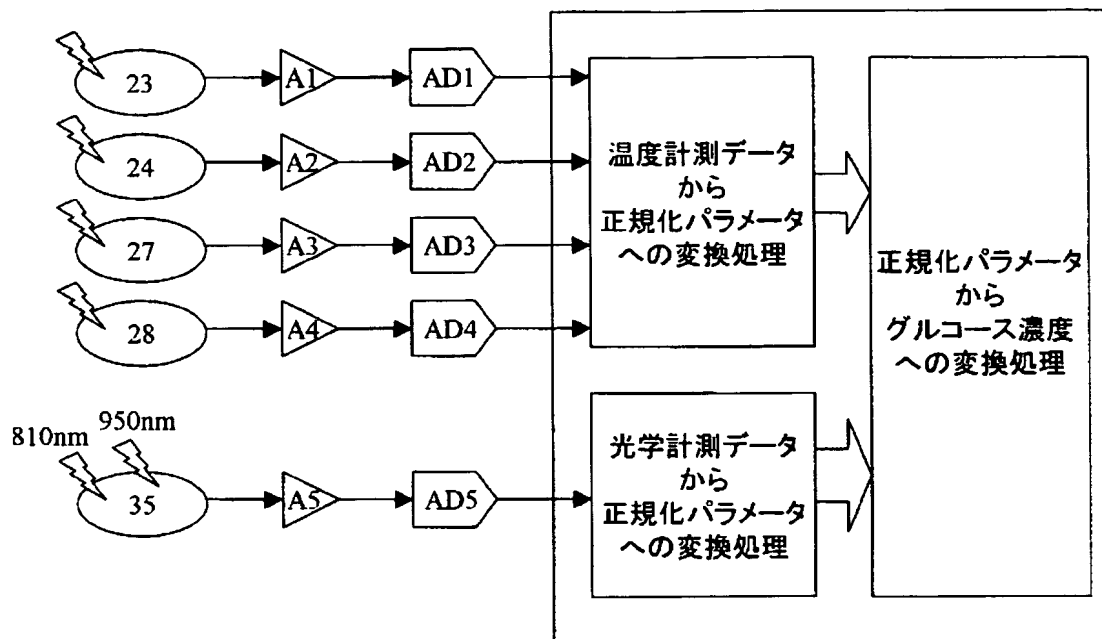 23
A1
AD1
24
A2
AD2
27
A3
AD3
28
A4
AD4
温度計測データ
から
正規化パラメータ
への変換処理
正規化パラメータ
から
グルコース濃度
への変換処理
810nm
950nm
35
A5
AD5
光学計測データ
から
正規化パラメータ
への変換処理